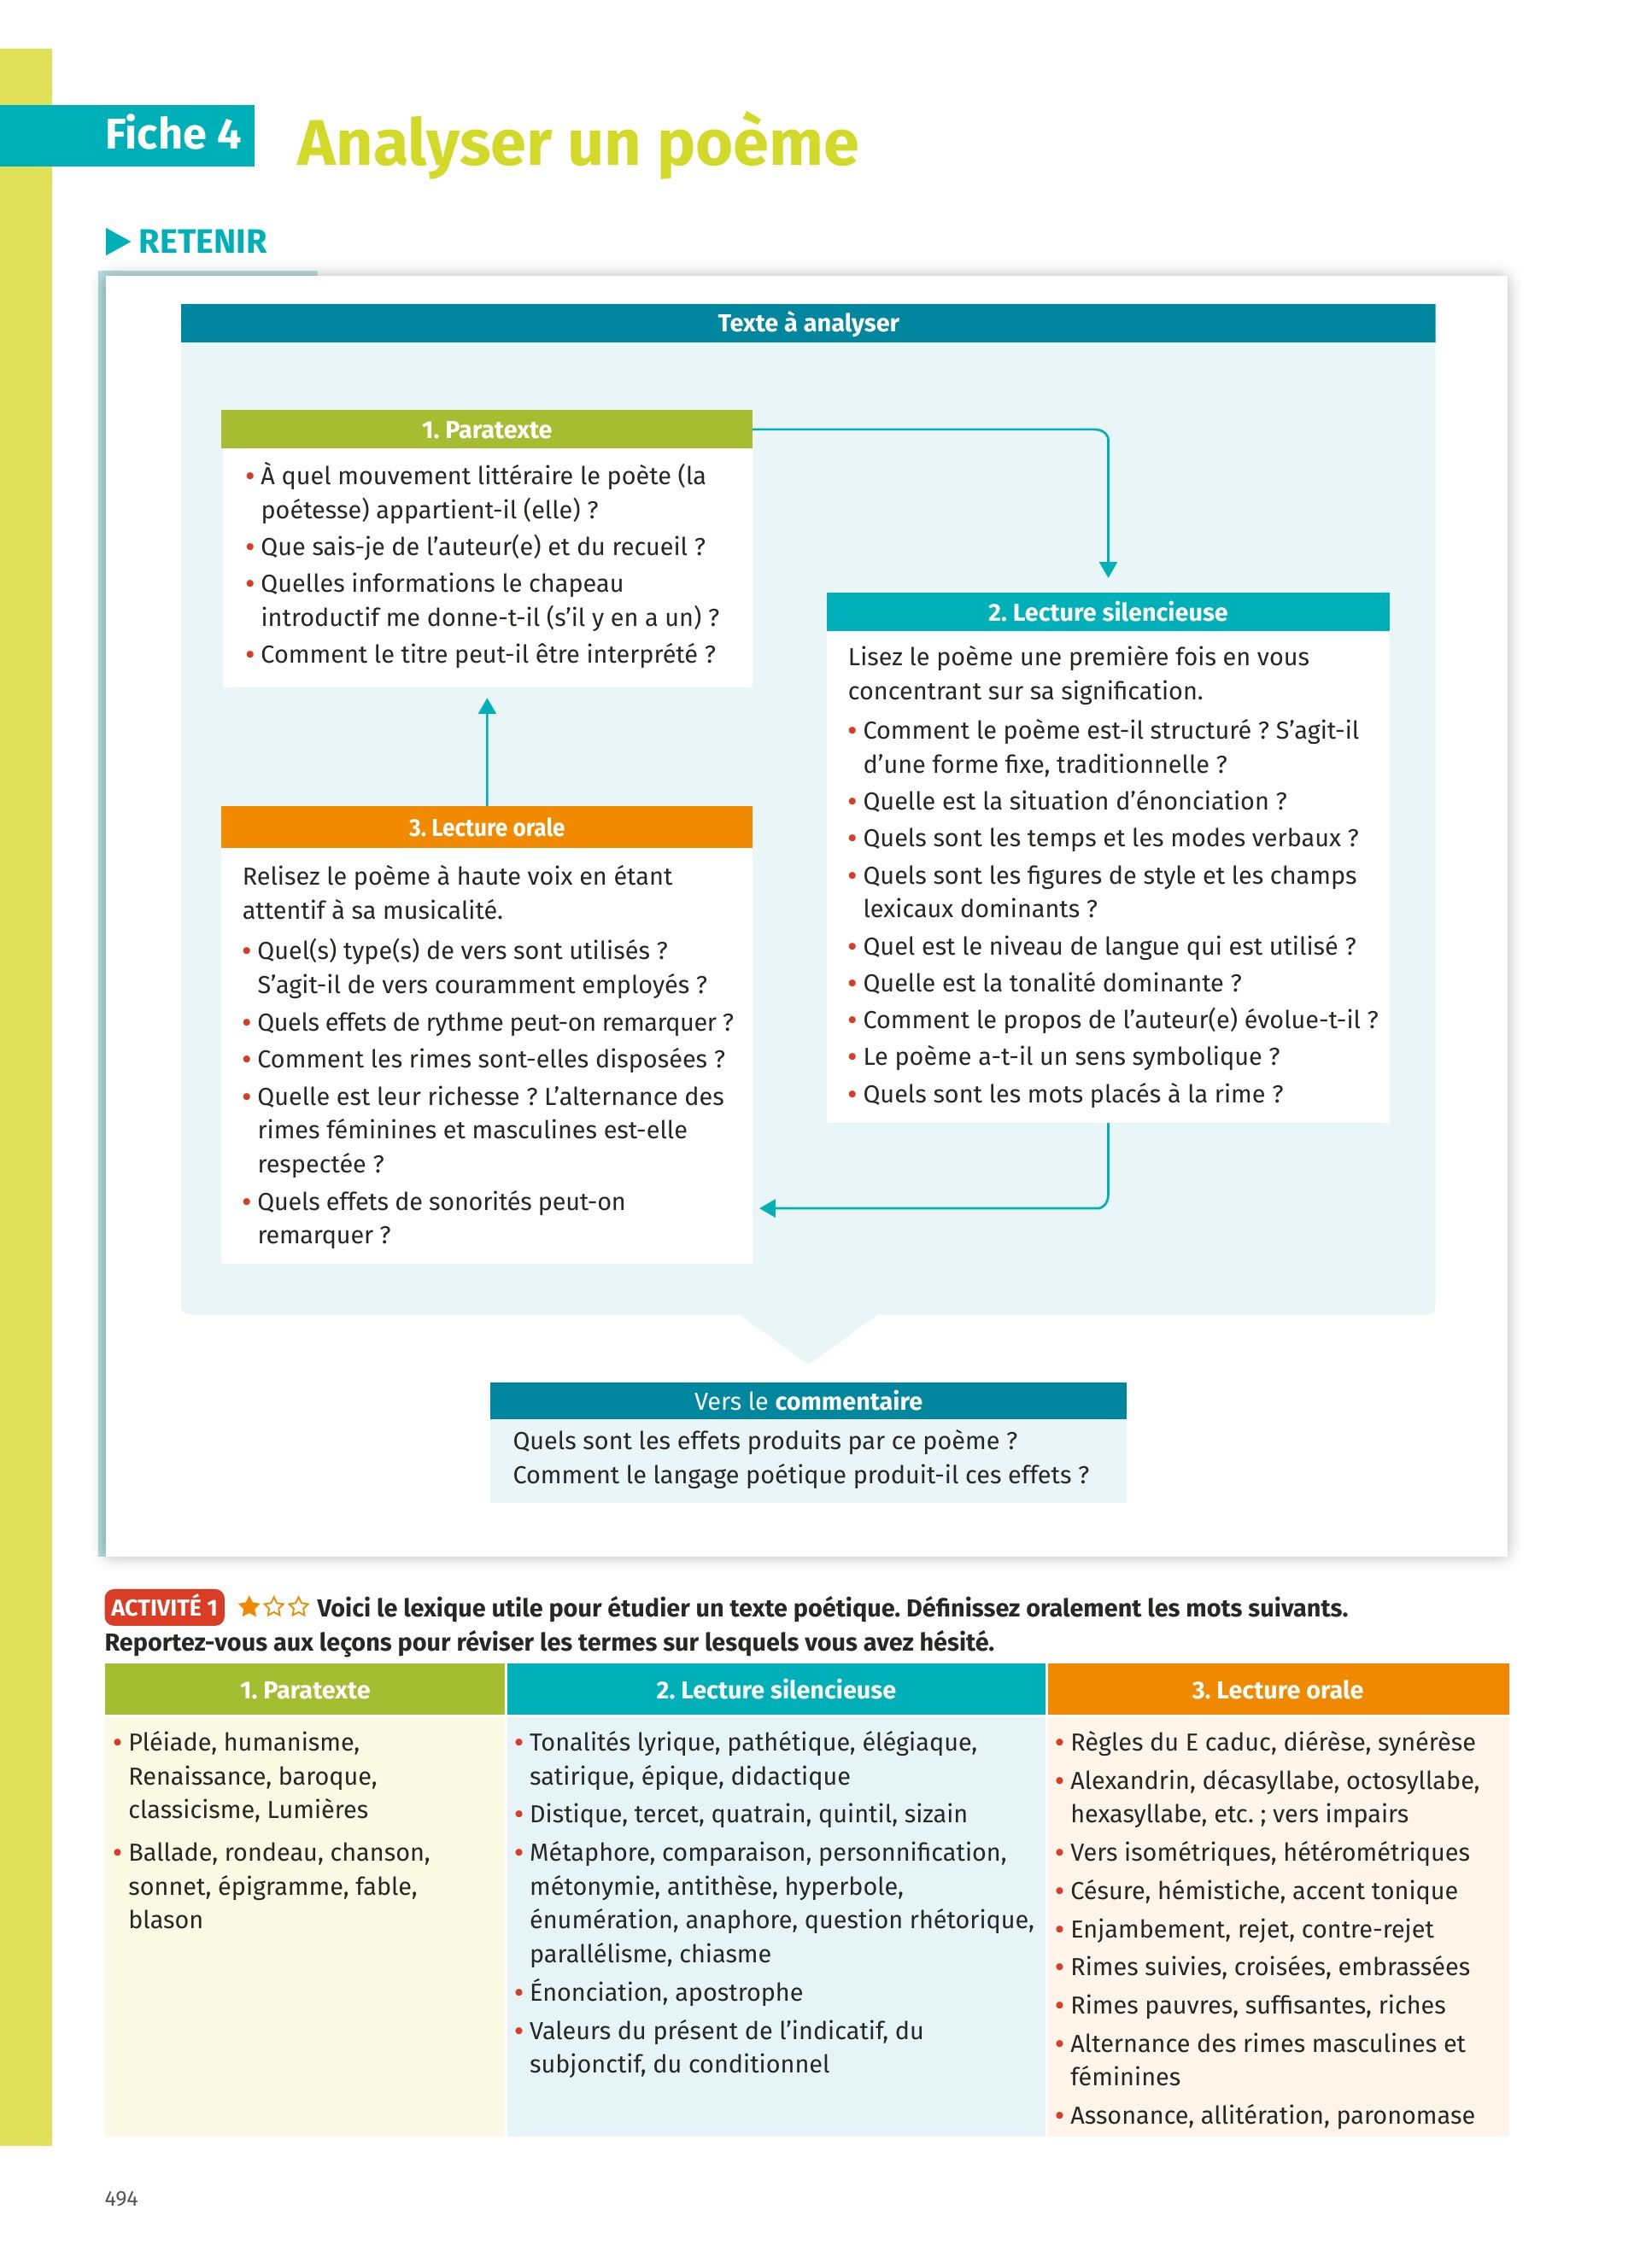 Fiche 4
Analyser un poème
RETENIR
Texte à analyser
1. Paratexte
• À quel mouvement littéraire le poète (la
poétesse) appartient-il (elle) ?
• Que sais-je de l’auteur(e) et du recueil ?
• Quelles informations le chapeau
introductif me donne-t-il (s’il y en a un) ?
• Comment le titre peut-il être interprété ?
2. Lecture silencieuse
Lisez le poème une première fois en vous
concentrant sur sa signification.
• Comment le poème est-il structuré ? S’agit-il
d’une forme fixe, traditionnelle ?
• Quelle est la situation d’énonciation ?
• Quels sont les temps et les modes verbaux ?
• Quels sont les figures de style et les champs
lexicaux dominants ?
• Quel est le niveau de langue qui est utilisé ?
• Quelle est la tonalité dominante ?
• Comment le propos de l’auteur(e) évolue-t-il ?
• Le poème a-t-il un sens symbolique ?
• Quels sont les mots placés à la rime ?
3. Lecture orale
Relisez le poème à haute voix en étant
attentif à sa musicalité.
• Quel(s) type(s) de vers sont utilisés ?
S’agit-il de vers couramment employés ?
• Quels effets de rythme peut-on remarquer ?
• Comment les rimes sont-elles disposées ?
• Quelle est leur richesse ? L’alternance des
rimes féminines et masculines est-elle
respectée ?
• Quels effets de sonorités peut-on
remarquer ?
Vers le commentaire
Quels sont les effets produits par ce poème ?
Comment le langage poétique produit-il ces effets ?
ACTIVITÉ 1 Voici le lexique utile pour étudier un texte poétique. Définissez oralement les mots suivants.
Reportez-vous aux leçons pour réviser les termes sur lesquels vous avez hésité.
1. Paratexte
• Pléiade, humanisme,
Renaissance, baroque,
classicisme, Lumières
• Ballade, rondeau, chanson,
sonnet, épigramme, fable,
blason
2. Lecture silencieuse
• Tonalités lyrique, pathétique, élégiaque,
satirique, épique, didactique
• Distique, tercet, quatrain, quintil, sizain
• Métaphore, comparaison, personnification,
métonymie, antithèse, hyperbole,
énumération, anaphore, question rhétorique,
parallélisme, chiasme
• Énonciation, apostrophe
• Valeurs du présent de l’indicatif, du
subjonctif, du conditionnel
3. Lecture orale
• Règles du E caduc, diérèse, synérèse
• Alexandrin, décasyllabe, octosyllabe,
hexasyllabe, etc. ; vers impairs
• Vers isométriques, hétérométriques
• Césure, hémistiche, accent tonique
• Enjambement, rejet, contre-rejet
• Rimes suivies, croisées, embrassées
• Rimes pauvres, suffisantes, riches
• Alternance des rimes masculines et
féminines
• Assonance, allitération, paronomase
494